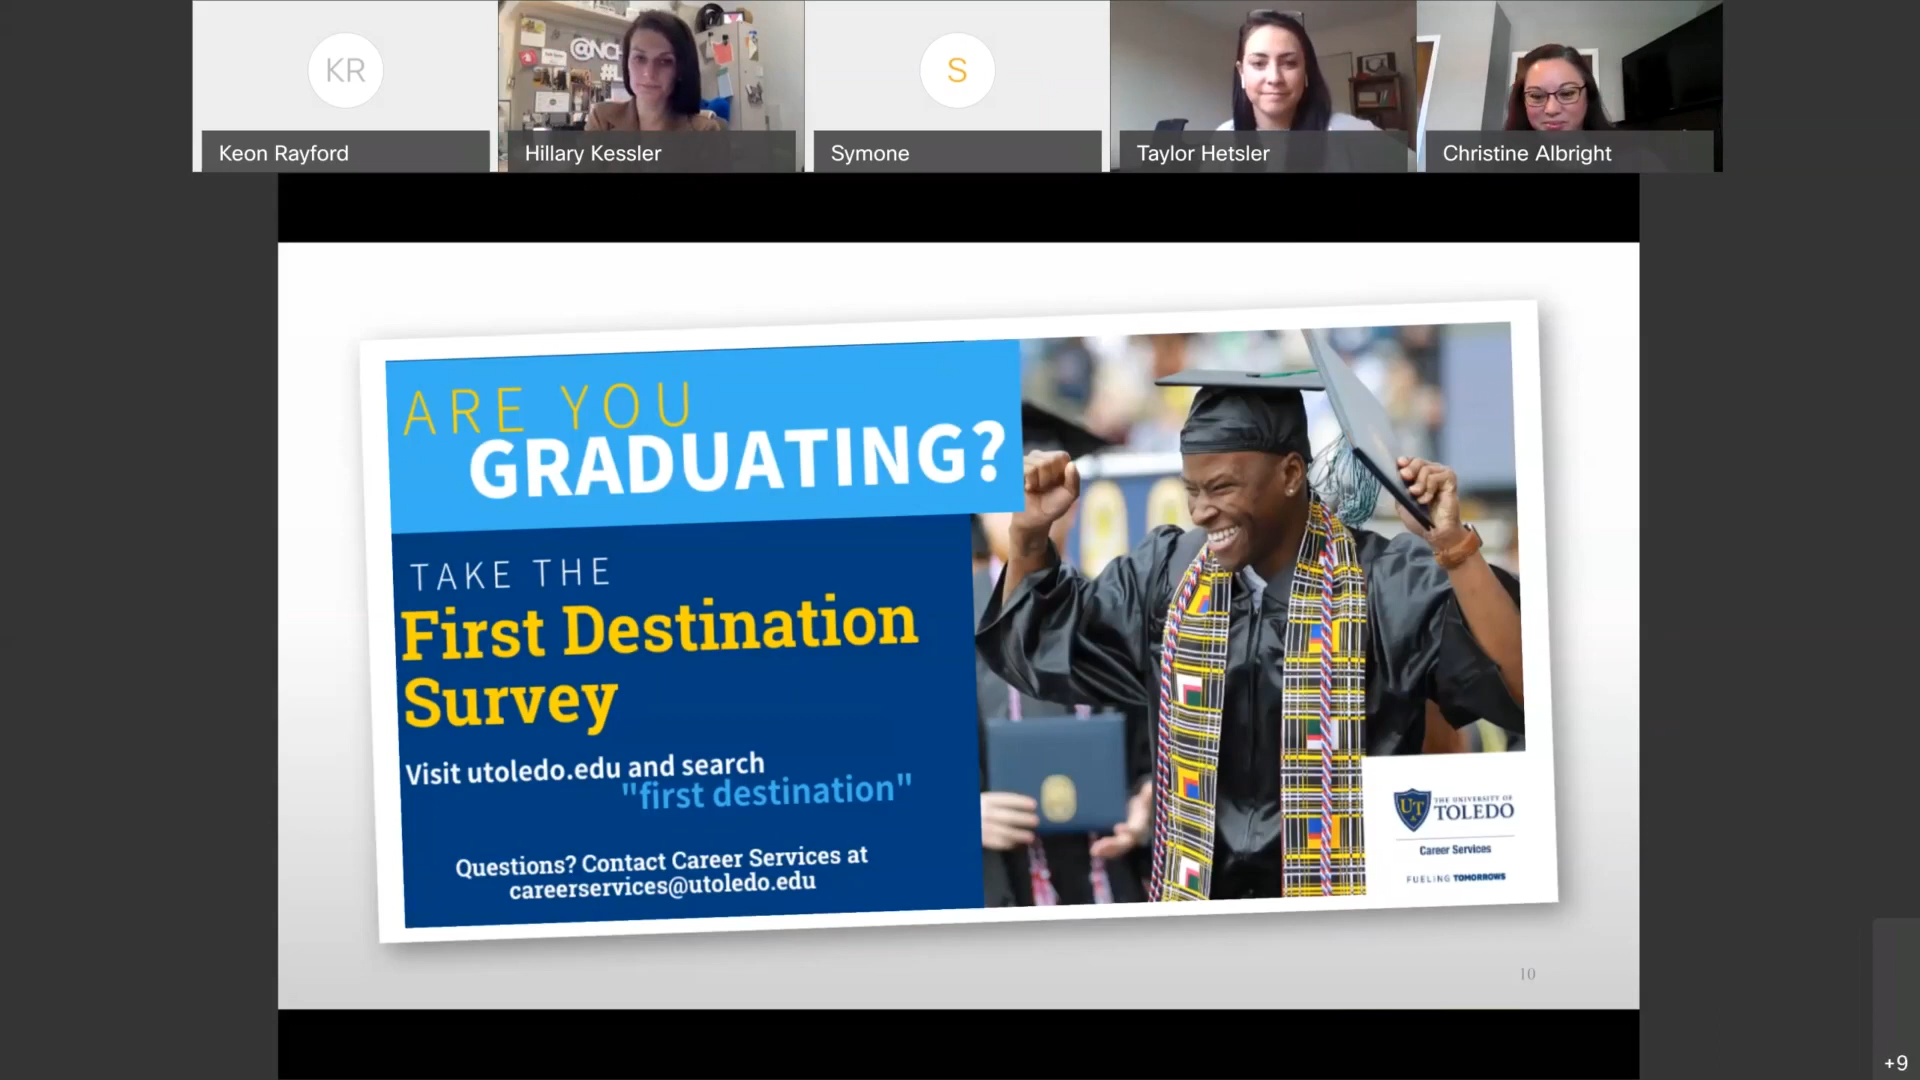 KR
S
@NCH
#L
Keon Rayford
Hillary Kessler
Symone
Taylor Hetsler
Christine Albright
ARE YOU
GRADUATING?
TAKE THE
First Destination
Survey
Visit utoledo.edu and search
"first destination"
Questions? Contact Career Services at
careerservices@utoledo.edu
UT
THE UNIVERSITY OF
TOLEDO
Career Services
FUELING TOMORROWS
10
+9